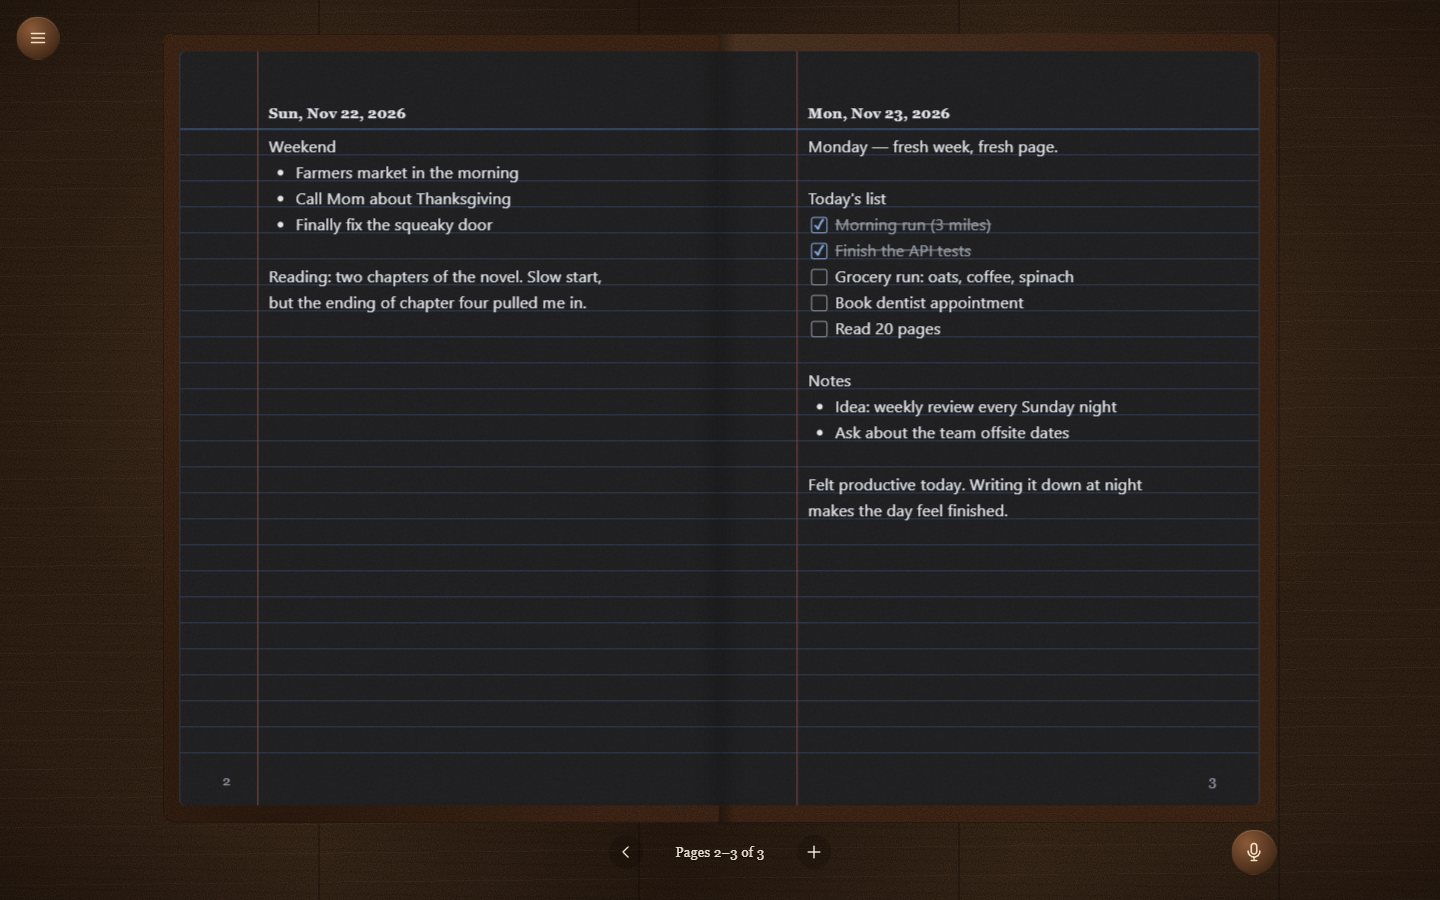 Sun, Nov 22, 2026
Weekend
• Farmers market in the morning
• Call Mom about Thanksgiving
• Finally fix the squeaky door
Reading: two chapters of the novel. Slow start,
but the ending of chapter four pulled me in.
2
Mon, Nov 23, 2026
Monday — fresh week, fresh page.
Today's list
Morning run (3 miles)
Finish the API tests
Grocery run: oats, coffee, spinach
Book dentist appointment
Read 20 pages
Notes
• Idea: weekly review every Sunday night
• Ask about the team offsite dates
Felt productive today. Writing it down at night
makes the day feel finished.
3
Pages 2–3 of 3